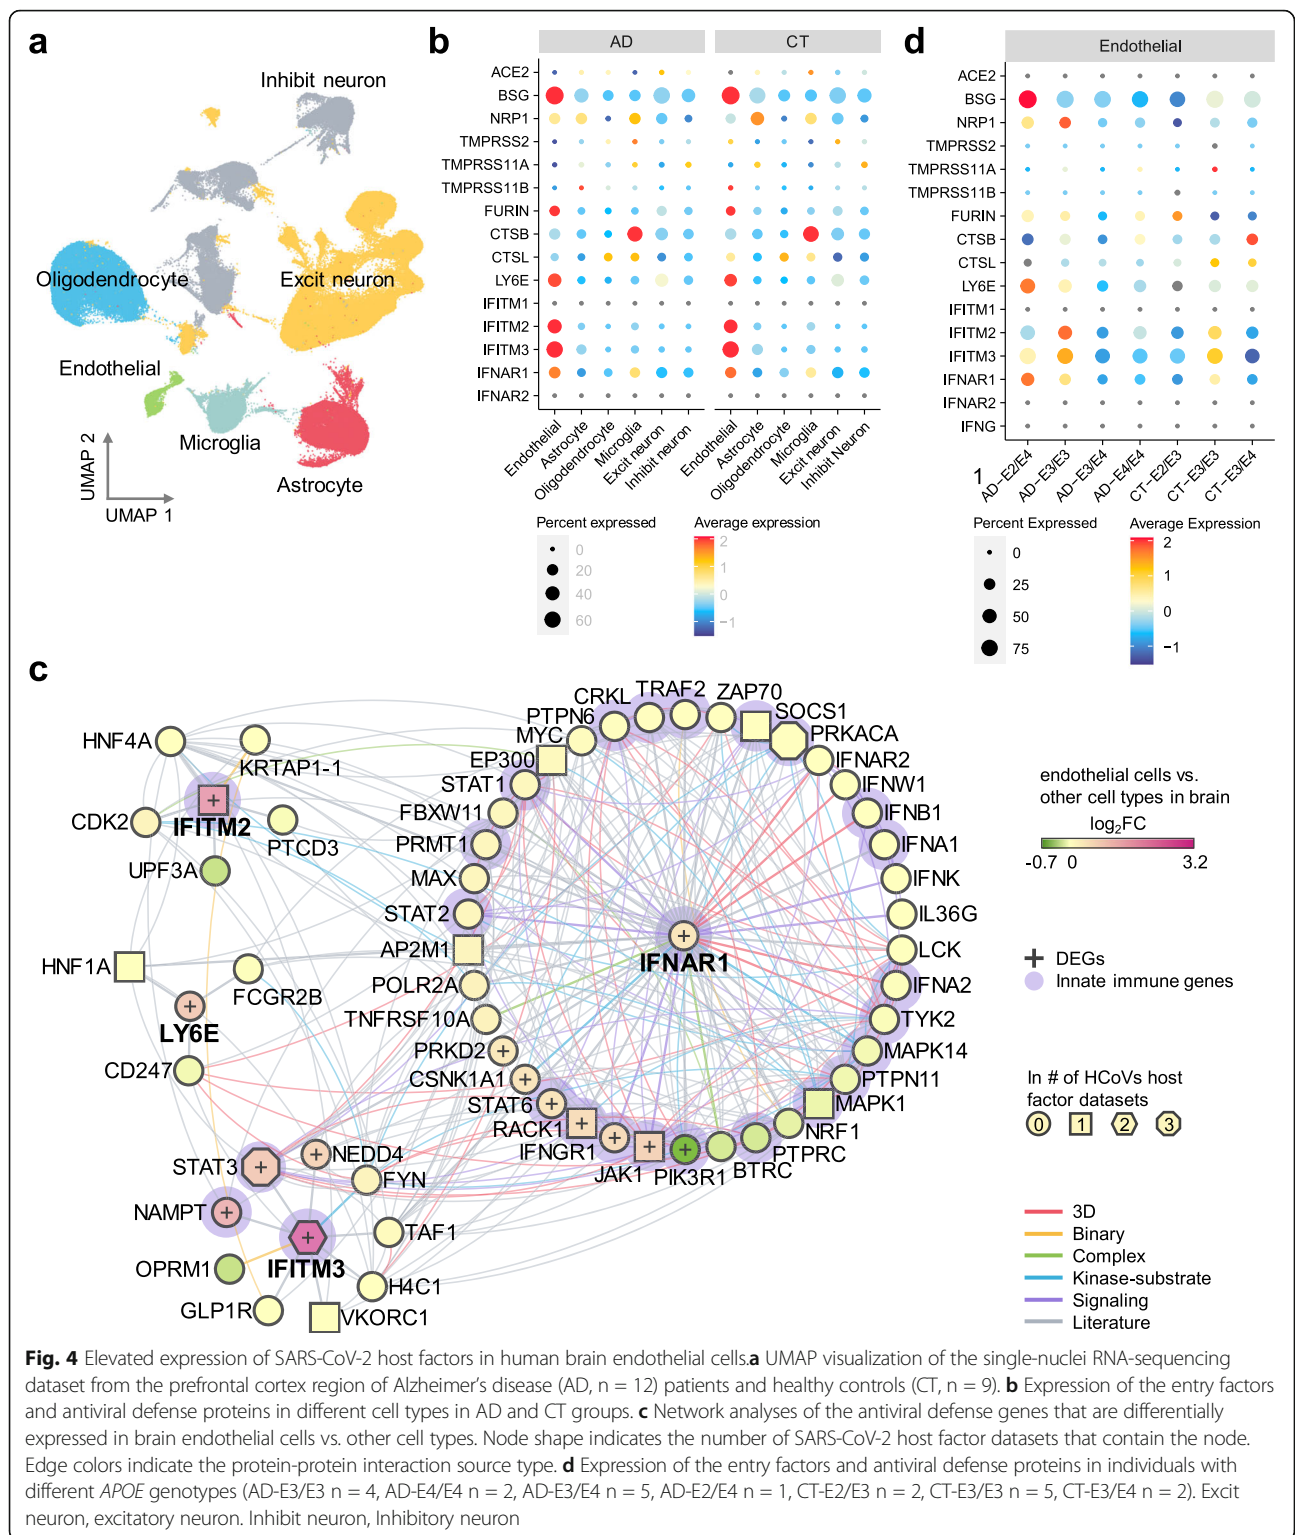 a
Inhibit neuron
Oligodendrocyte
Excit neuron
Endothelial
Microglia
Astrocyte
UMAP 2
UMAP 1
b
AD
CT
ACE2
BSG
NRP1
TMPRSS2
TMPRSS11A
TMPRSS11B
FURIN
CTSB
CTSL
LY6E
IFITM1
IFITM2
IFITM3
IFNAR1
IFNAR2
Endothelial
Astrocyte
Oligodendrocyte
Microglia
Excit neuron
Inhibit neuron
Endothelial
Astrocyte
Oligodendrocyte
Microglia
Excit neuron
Inhibit Neuron
Percent expressed
0
20
40
60
Average expression
2
1
0
−1
d
Endothelial
ACE2
BSG
NRP1
TMPRSS2
TMPRSS11A
TMPRSS11B
FURIN
CTSB
CTSL
LY6E
IFITM1
IFITM2
IFITM3
IFNAR1
IFNAR2
IFNG
1
AD−E2/E4
AD−E3/E3
AD−E3/E4
AD−E4/E4
CT−E2/E3
CT−E3/E3
CT−E3/E4
Percent Expressed
0
25
50
75
Average Expression
2
1
0
−1
c
HNF4A
KRTAP1-1
CDK2
IFITM2
PTCD3
UPF3A
HNF1A
FCGR2B
LY6E
CD247
STAT3
NEDD4
FYN
NAMPT
TAF1
OPRM1
IFITM3
H4C1
GLP1R
VKORC1
CRKL
TRAF2
ZAP70
PTPN6
SOCS1
MYC
PRKACA
EP300
IFNAR2
STAT1
IFNW1
FBXW11
IFNB1
PRMT1
IFNA1
MAX
IFNK
STAT2
IL36G
AP2M1
IFNAR1
LCK
POLR2A
IFNA2
TNFRSF10A
TYK2
PRKD2
MAPK14
CSNK1A1
PTPN11
STAT6
MAPK1
RACK1
NRF1
IFNGR1
PTPRC
JAK1
PIK3R1
BTRC
endothelial cells vs.
other cell types in brain
log2FC
-0.7 0 3.2
DEGs
Innate immune genes
In # of HCoVs host
factor datasets
0 1 2 3
3D
Binary
Complex
Kinase-substrate
Signaling
Literature
Fig. 4 Elevated expression of SARS-CoV-2 host factors in human brain endothelial cells.a UMAP visualization of the single-nuclei RNA-sequencing
dataset from the prefrontal cortex region of Alzheimer's disease (AD, n = 12) patients and healthy controls (CT, n = 9). b Expression of the entry factors
and antiviral defense proteins in different cell types in AD and CT groups. c Network analyses of the antiviral defense genes that are differentially
expressed in brain endothelial cells vs. other cell types. Node shape indicates the number of SARS-CoV-2 host factor datasets that contain the node.
Edge colors indicate the protein-protein interaction source type. d Expression of the entry factors and antiviral defense proteins in individuals with
different APOE genotypes (AD-E3/E3 n = 4, AD-E4/E4 n = 2, AD-E3/E4 n = 5, AD-E2/E4 n = 1, CT-E2/E3 n = 2, CT-E3/E3 n = 5, CT-E3/E4 n = 2). Excit
neuron, excitatory neuron. Inhibit neuron, Inhibitory neuron